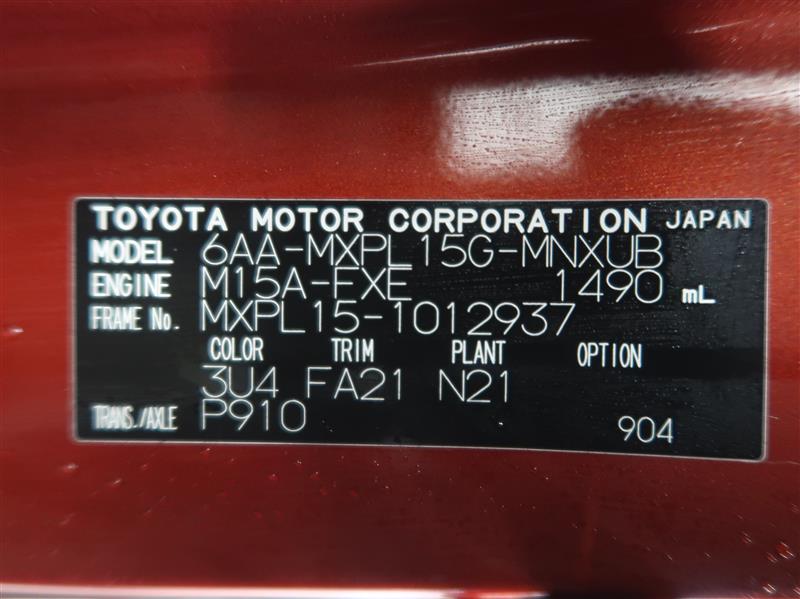 TOYOTA MOTOR CORPORATION JAPAN
MODEL 6AA-MXPL15G-MNXUB
ENGINE M15A-FXE 1490 mL
FRAME No. MXPL15-1012937
COLOR TRIM PLANT OPTION
3U4 FA21 N21
TRANS./AXLE P910 904